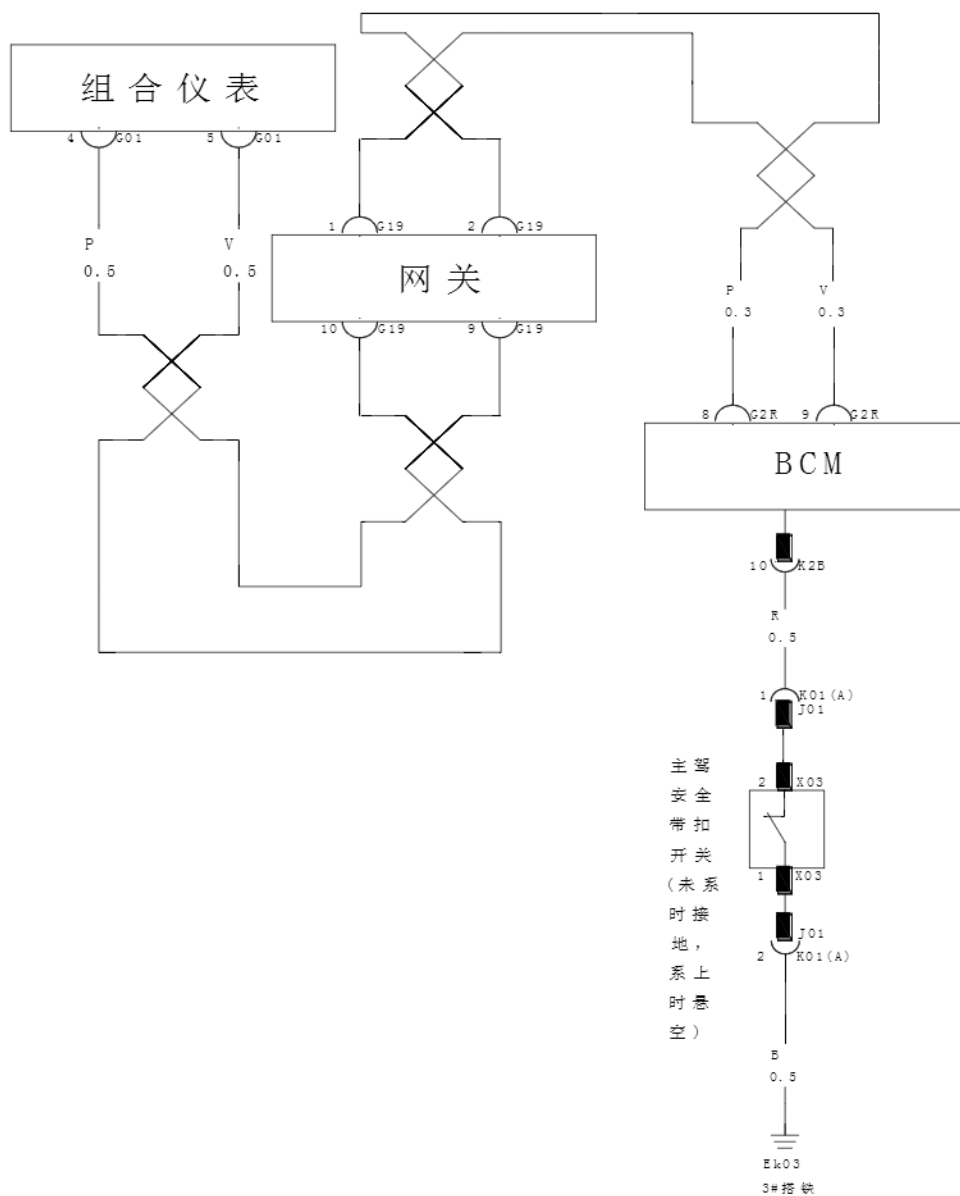 组合仪表
4 G01
5 G01
P
0.5
V
0.5
1 G19
2 G19
网关
10 G19
9 G19
P
0.3
V
0.3
8 G2R
9 G2R
BCM
10 K2B
R
0.5
1 K01(A)
J01
主驾
安全
带扣
开关
(未系
时接
地，
系上
时悬
空)
2 X03
1 X03
J01
2 K01(A)
B
0.5
Ek03
3#搭铁